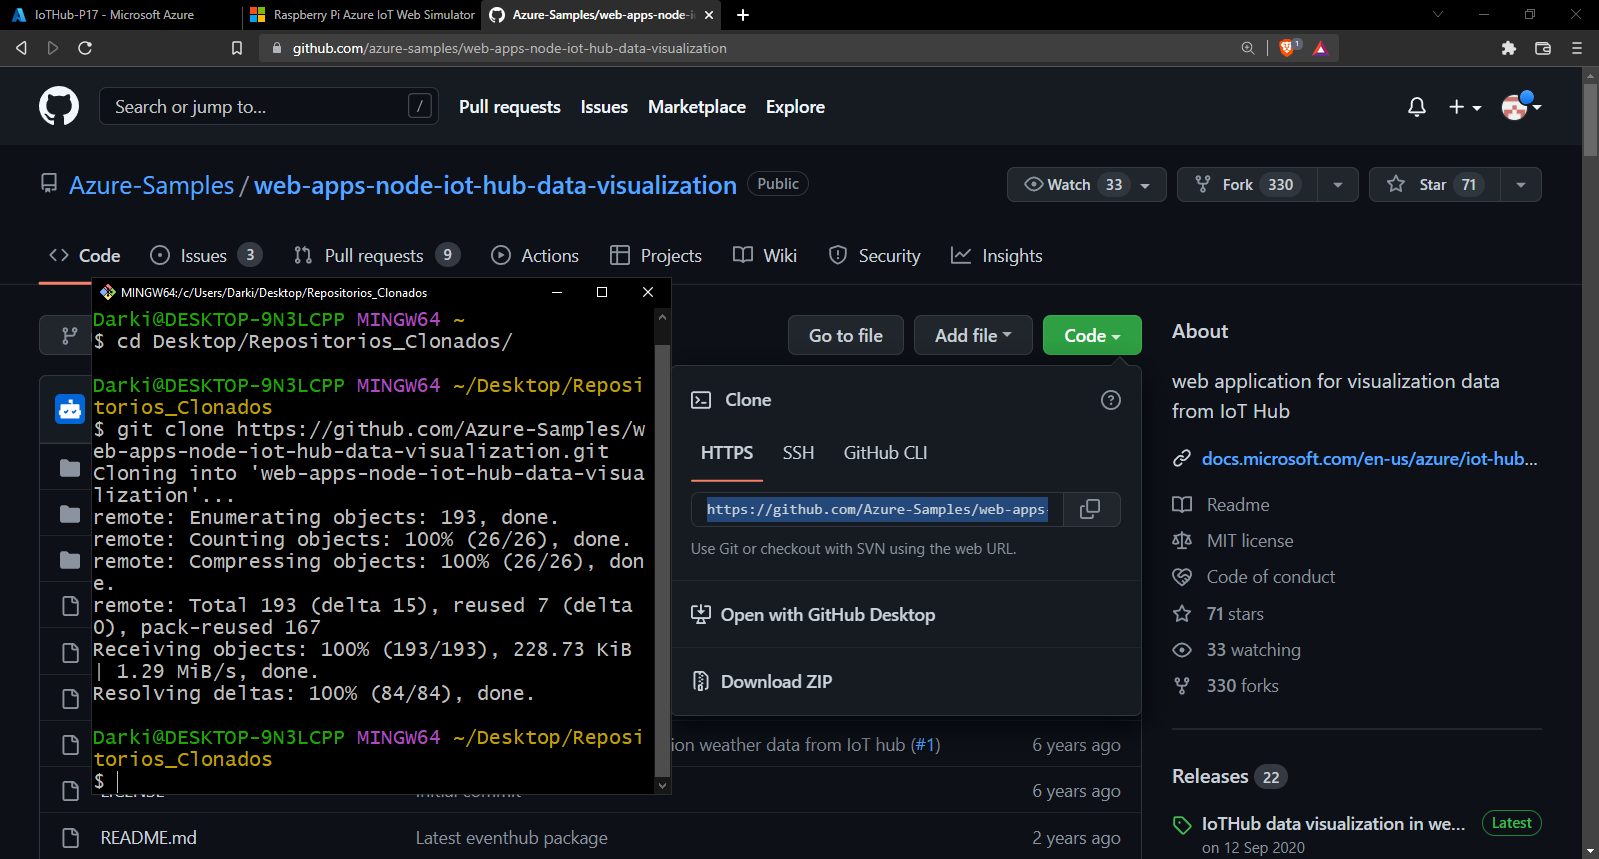 IoTHub-P17 - Microsoft Azure
Raspberry Pi Azure IoT Web Simulator
Azure-Samples/web-apps-node-i
github.com/azure-samples/web-apps-node-iot-hub-data-visualization
1
Search or jump to...
/
Pull requests
Issues
Marketplace
Explore
Azure-Samples / web-apps-node-iot-hub-data-visualization
Public
Watch 33
Fork 330
Star 71
Code
Issues 3
Pull requests 9
Actions
Projects
Wiki
Security
Insights
MINGW64:/c/Users/Darki/Desktop/Repositorios_Clonados
Darki@DESKTOP-9N3LCPP MINGW64 ~
$ cd Desktop/Repositorios_Clonados/
Darki@DESKTOP-9N3LCPP MINGW64 ~/Desktop/Reposi
torios_Clonados
$ git clone https://github.com/Azure-Samples/w
eb-apps-node-iot-hub-data-visualization.git
Cloning into 'web-apps-node-iot-hub-data-visua
lization'...
remote: Enumerating objects: 193, done.
remote: Counting objects: 100% (26/26), done.
remote: Compressing objects: 100% (26/26), don
e.
remote: Total 193 (delta 15), reused 7 (delta
0), pack-reused 167
Receiving objects: 100% (193/193), 228.73 KiB
| 1.29 MiB/s, done.
Resolving deltas: 100% (84/84), done.
Darki@DESKTOP-9N3LCPP MINGW64 ~/Desktop/Reposi
torios_Clonados
$
Go to file
Add file
Code
Clone
HTTPS
SSH
GitHub CLI
https://github.com/Azure-Samples/web-apps-
Use Git or checkout with SVN using the web URL.
Open with GitHub Desktop
Download ZIP
ion weather data from IoT hub (#1)
6 years ago
LICENSE
Initial commit
6 years ago
README.md
Latest eventhub package
2 years ago
About
web application for visualization data
from IoT Hub
docs.microsoft.com/en-us/azure/iot-hub...
Readme
MIT license
Code of conduct
71 stars
33 watching
330 forks
Releases 22
IoTHub data visualization in we...
Latest
on 12 Sep 2020